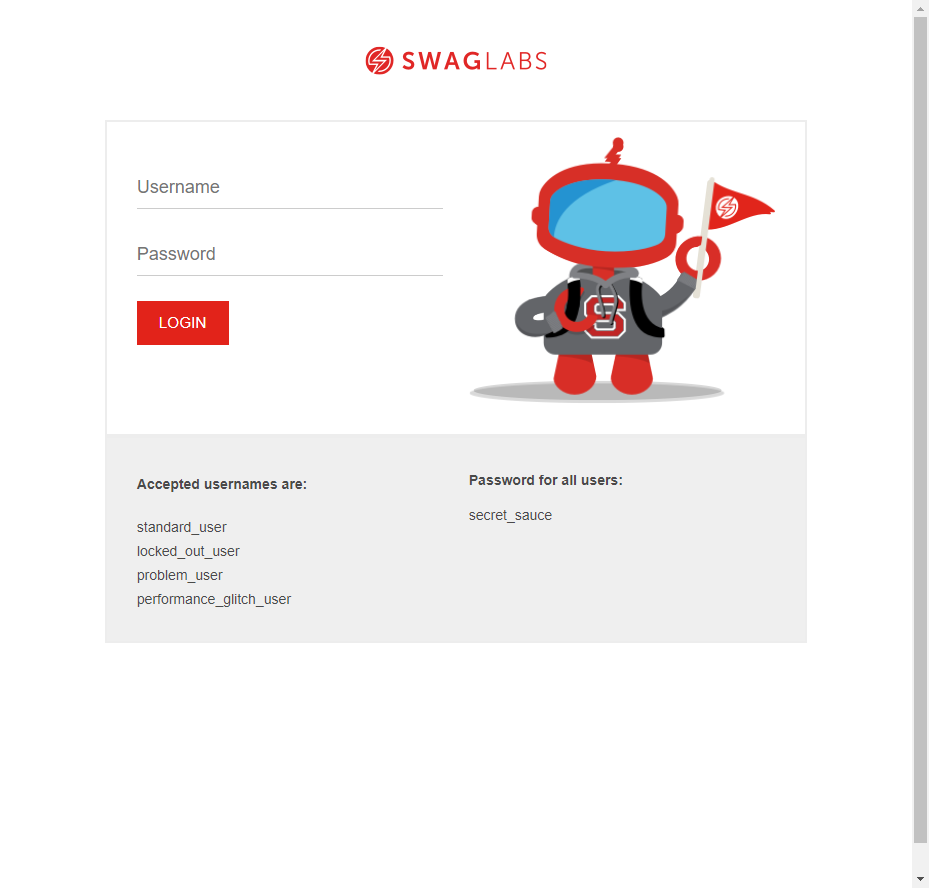 SWAGLABS
Username
Password
LOGIN
S
Accepted usernames are:
standard_user
locked_out_user
problem_user
performance_glitch_user
Password for all users:
secret_sauce